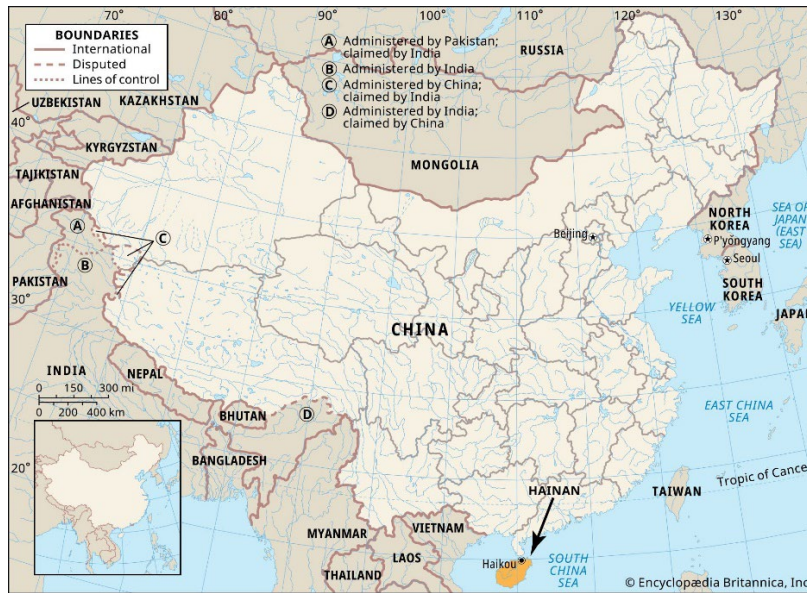 70°
80°
90°
100°
110°
120°
130°
BOUNDARIES
International
Disputed
Lines of control
A Administered by Pakistan;
claimed by India
B Administered by India
C Administered by China;
claimed by India
D Administered by India;
claimed by China
RUSSIA
UZBEKISTAN
KAZAKHSTAN
40°
KYRGYZSTAN
MONGOLIA
TAJIKISTAN
AFGHANISTAN
A
B
C
PAKISTAN
30°
Beijing
NORTH
KOREA
P'yŏngyang
Seoul
SOUTH
KOREA
SEA OF
JAPAN
(EAST
SEA)
YELLOW
SEA
JAPA
CHINA
INDIA
0 150 300 mi
0 200 400 km
NEPAL
BHUTAN
D
BANGLADESH
EAST CHINA
SEA
20°
HAINAN
TAIWAN
Tropic of Cance
MYANMAR
VIETNAM
LAOS
THAILAND
Haikou
SOUTH
CHINA
SEA
© Encyclopædia Britannica, Inc